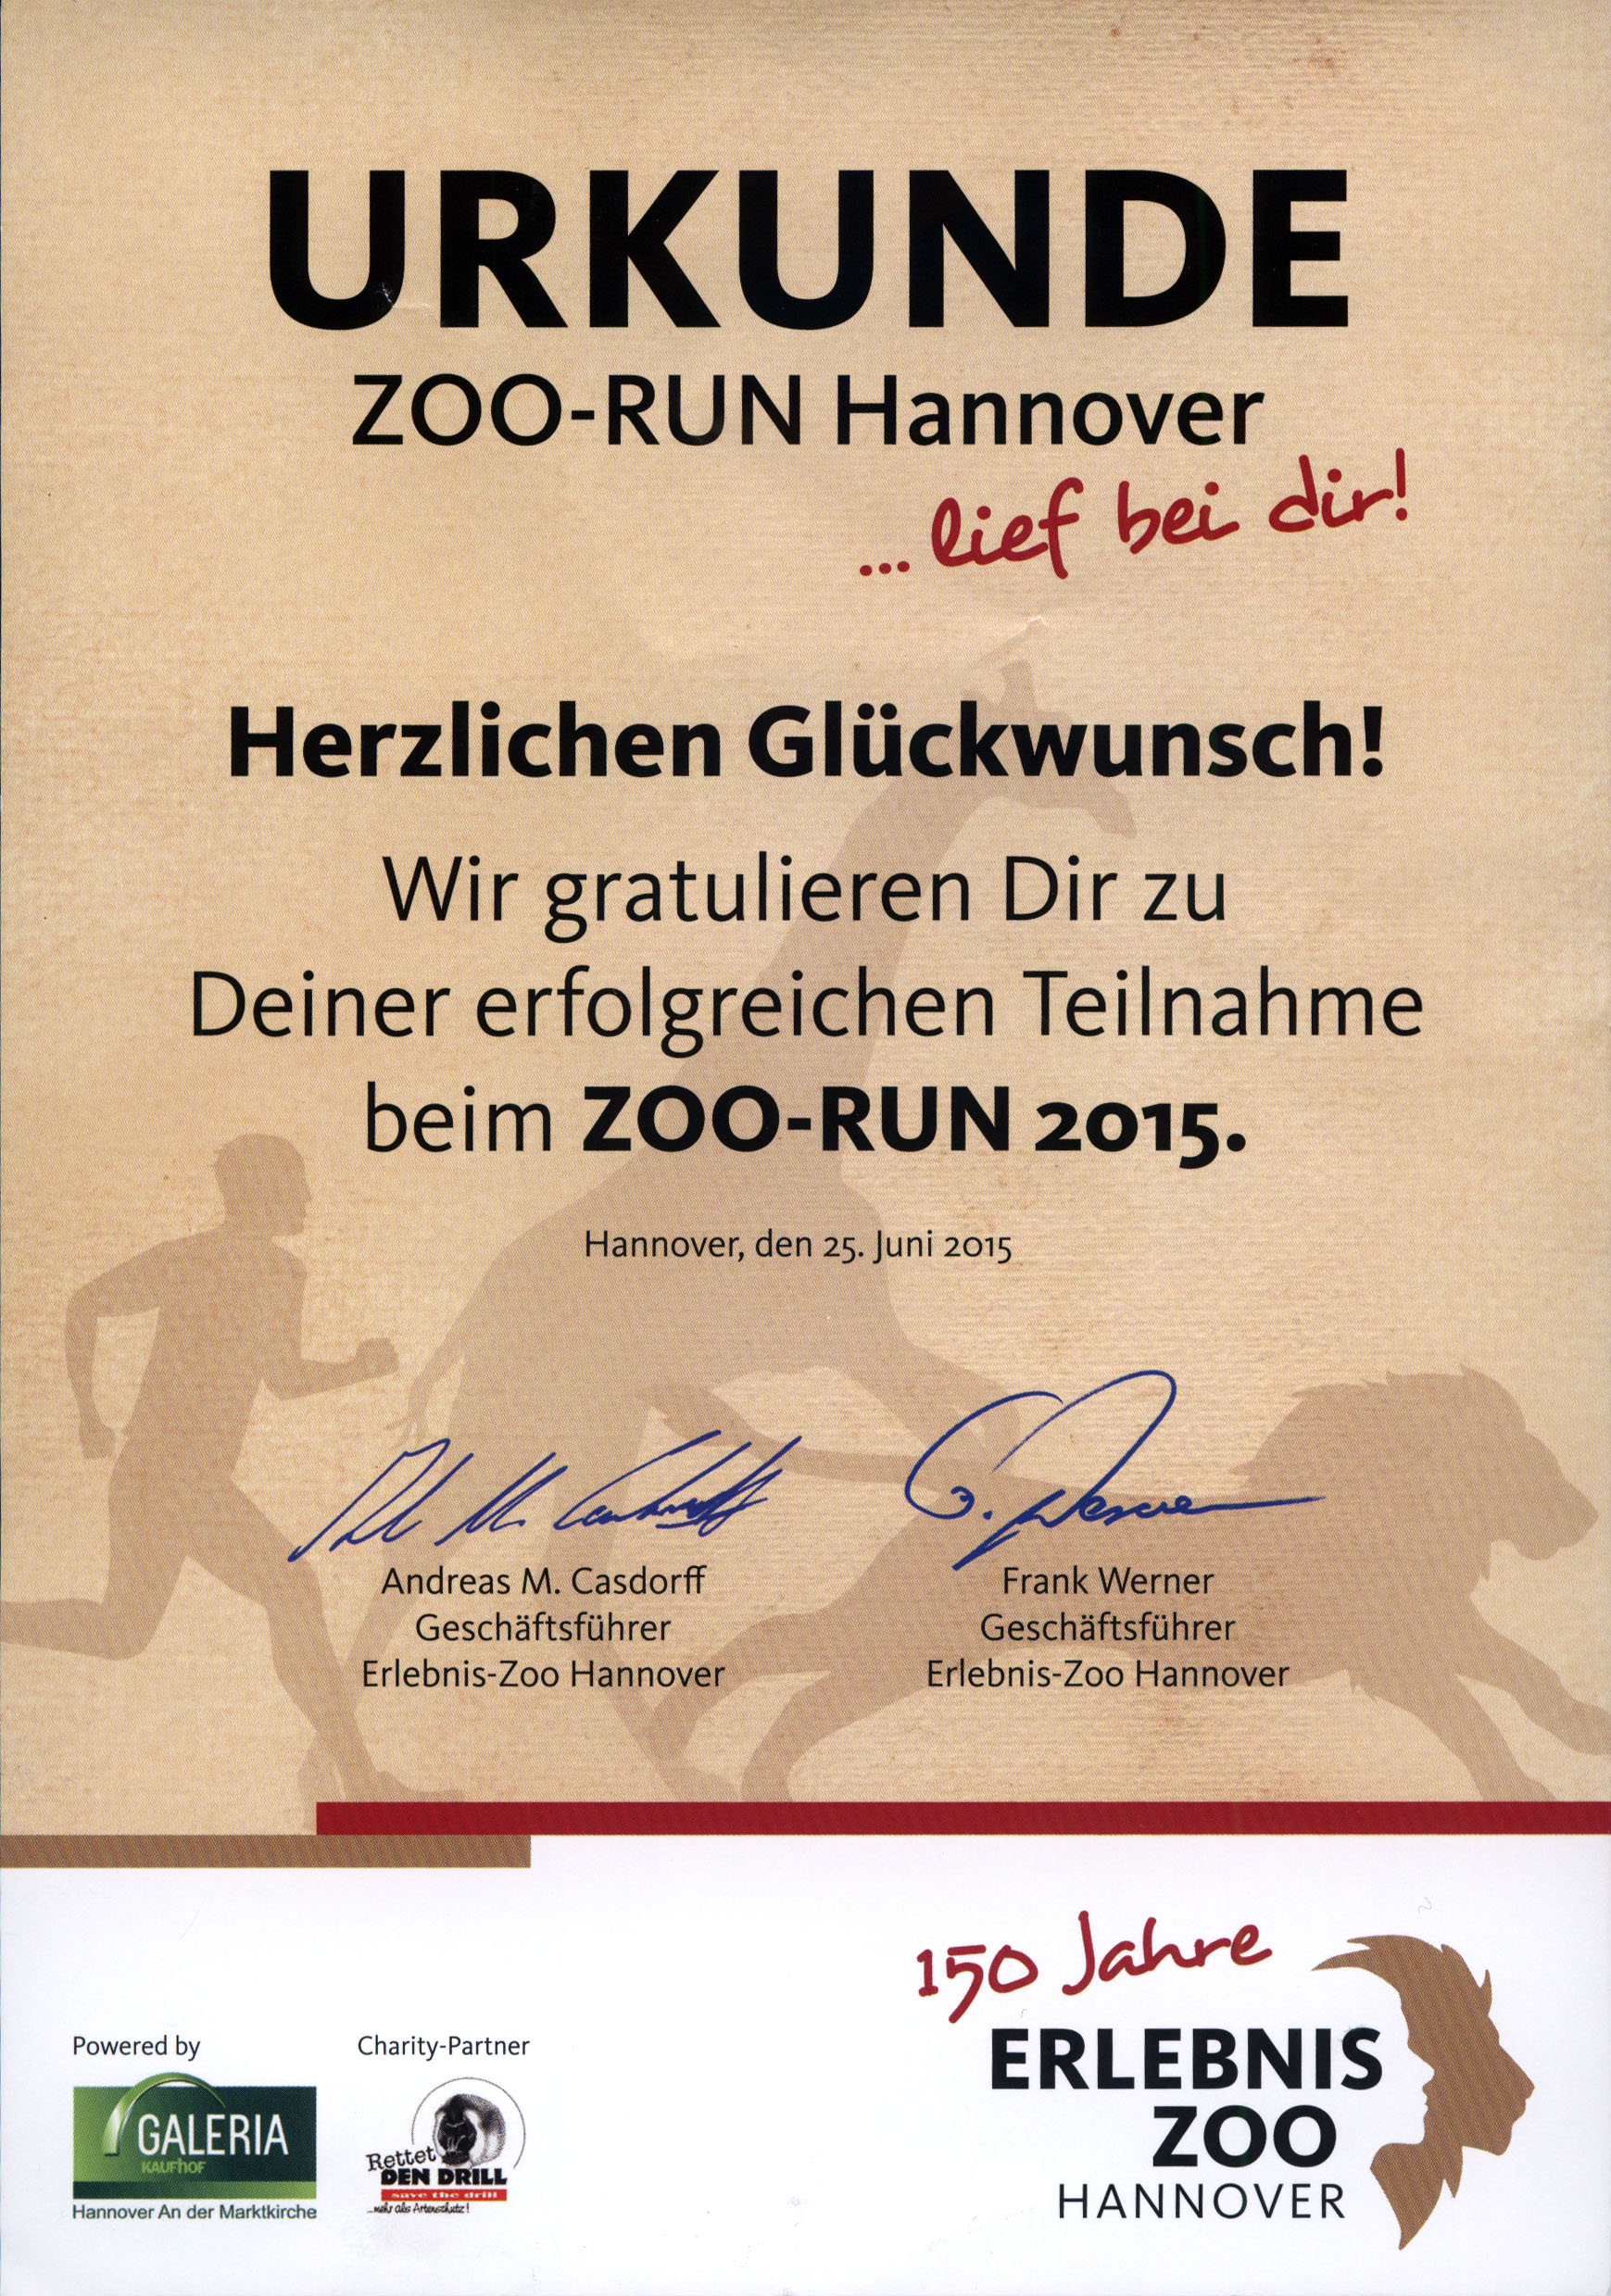 URKUNDE
ZOO-RUN Hannover
... lief bei dir!
Herzlichen Glückwunsch!
Wir gratulieren Dir zu
Deiner erfolgreichen Teilnahme
beim ZOO-RUN 2015.
Hannover, den 25. Juni 2015
Andreas M. Casdorff
Geschäftsführer
Erlebnis-Zoo Hannover
Frank Werner
Geschäftsführer
Erlebnis-Zoo Hannover
150 Jahre
ERLEBNIS
ZOO
HANNOVER
Powered by
GALERIA
KAUFhOF
Hannover An der Marktkirche
Charity-Partner
Rettet
DEN DRILL
save the drill
...mehr als Artenschutz!